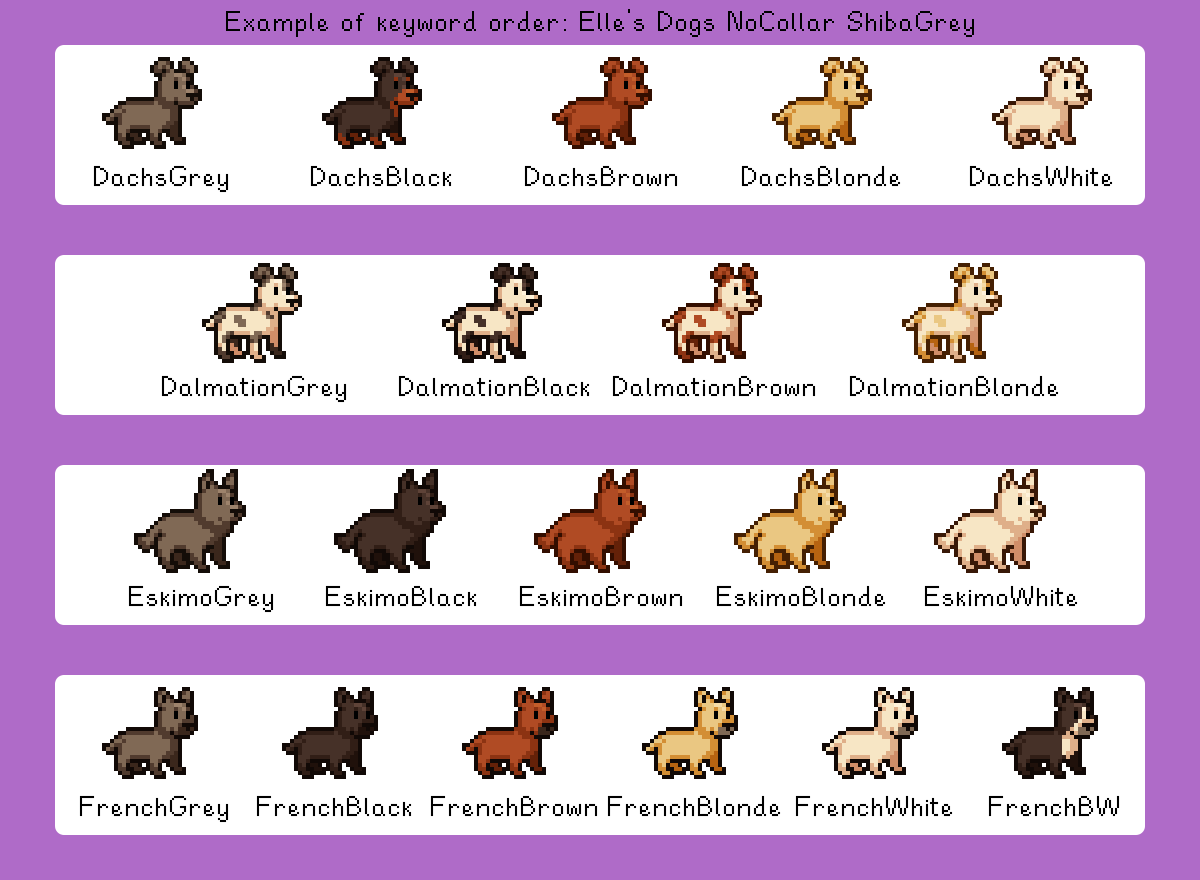 Example of keyword order: Elle's Dogs NoCollar ShibaGrey
DachsGrey DachsBlack DachsBrown DachsBlonde DachsWhite
DalmationGrey DalmationBlack DalmationBrown DalmationBlonde
EskimoGrey EskimoBlack EskimoBrown EskimoBlonde EskimoWhite
FrenchGrey FrenchBlack FrenchBrown FrenchBlonde FrenchWhite FrenchBW